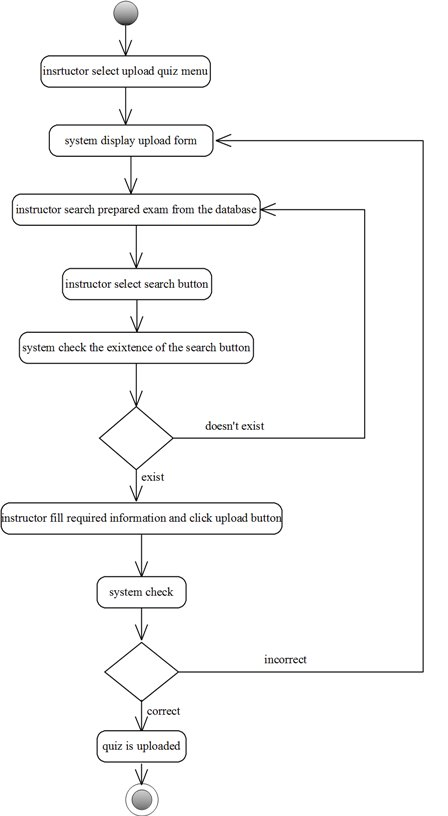 insrtuctor select upload quiz menu
system display upload form
instructor search prepared exam from the database
instructor select search button
system check the exixtence of the search button
doesn't exist
exist
instructor fill required information and click upload button
system check
incorrect
correct
quiz is uploaded